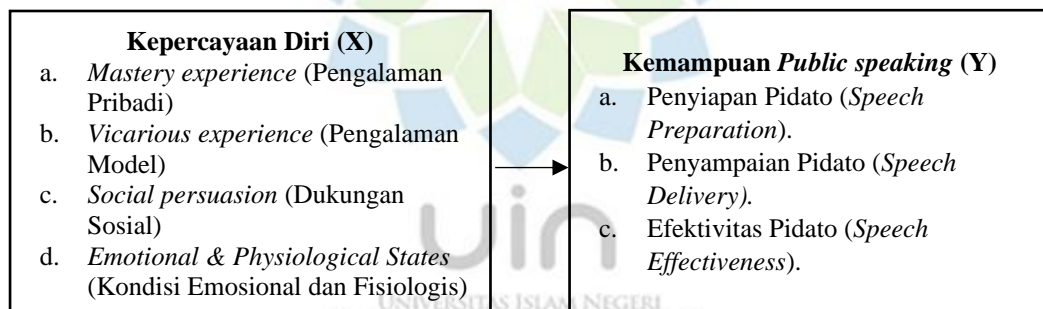 Kepercayaan Diri (X)
a. Mastery experience (Pengalaman
Pribadi)
b. Vicarious experience (Pengalaman
Model)
c. Social persuasion (Dukungan
Sosial)
d. Emotional & Physiological States
(Kondisi Emosional dan Fisiologis)
Kemampuan Public speaking (Y)
a. Penyiapan Pidato (Speech
Preparation).
b. Penyampaian Pidato (Speech
Delivery).
c. Efektivitas Pidato (Speech
Effectiveness).
uin
UNIVERSITAS ISLAM NEGERI